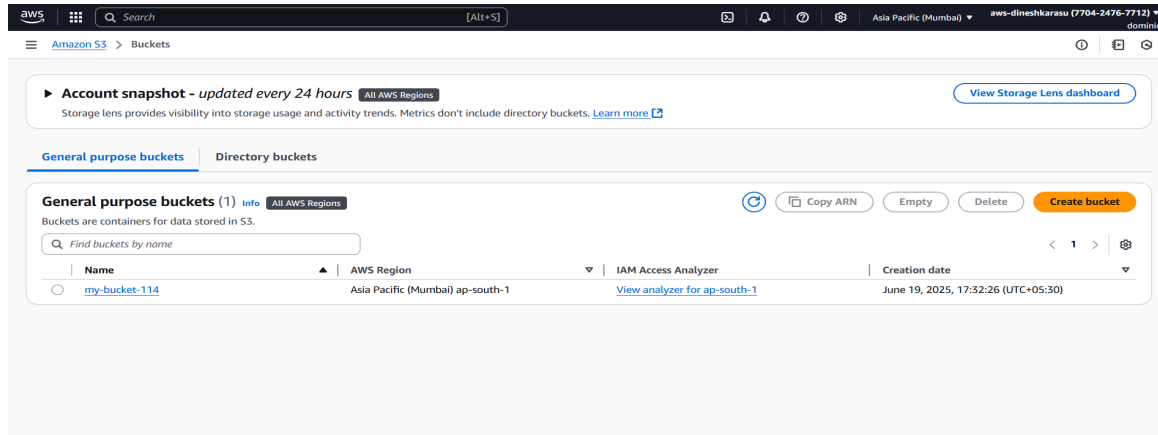 aws Search [Alt+S] Asia Pacific (Mumbai) ▼ aws-dineshkarasu (7704-2476-7712) ▼
Amazon S3 > Buckets
Account snapshot - updated every 24 hours All AWS Regions View Storage Lens dashboard
Storage lens provides visibility into storage usage and activity trends. Metrics don't include directory buckets. Learn more
General purpose buckets Directory buckets
General purpose buckets (1) Info All AWS Regions Copy ARN Empty Delete Create bucket
Buckets are containers for data stored in S3.
Find buckets by name < 1 >
Name AWS Region IAM Access Analyzer Creation date
my-bucket-114 Asia Pacific (Mumbai) ap-south-1 View analyzer for ap-south-1 June 19, 2025, 17:32:26 (UTC+05:30)